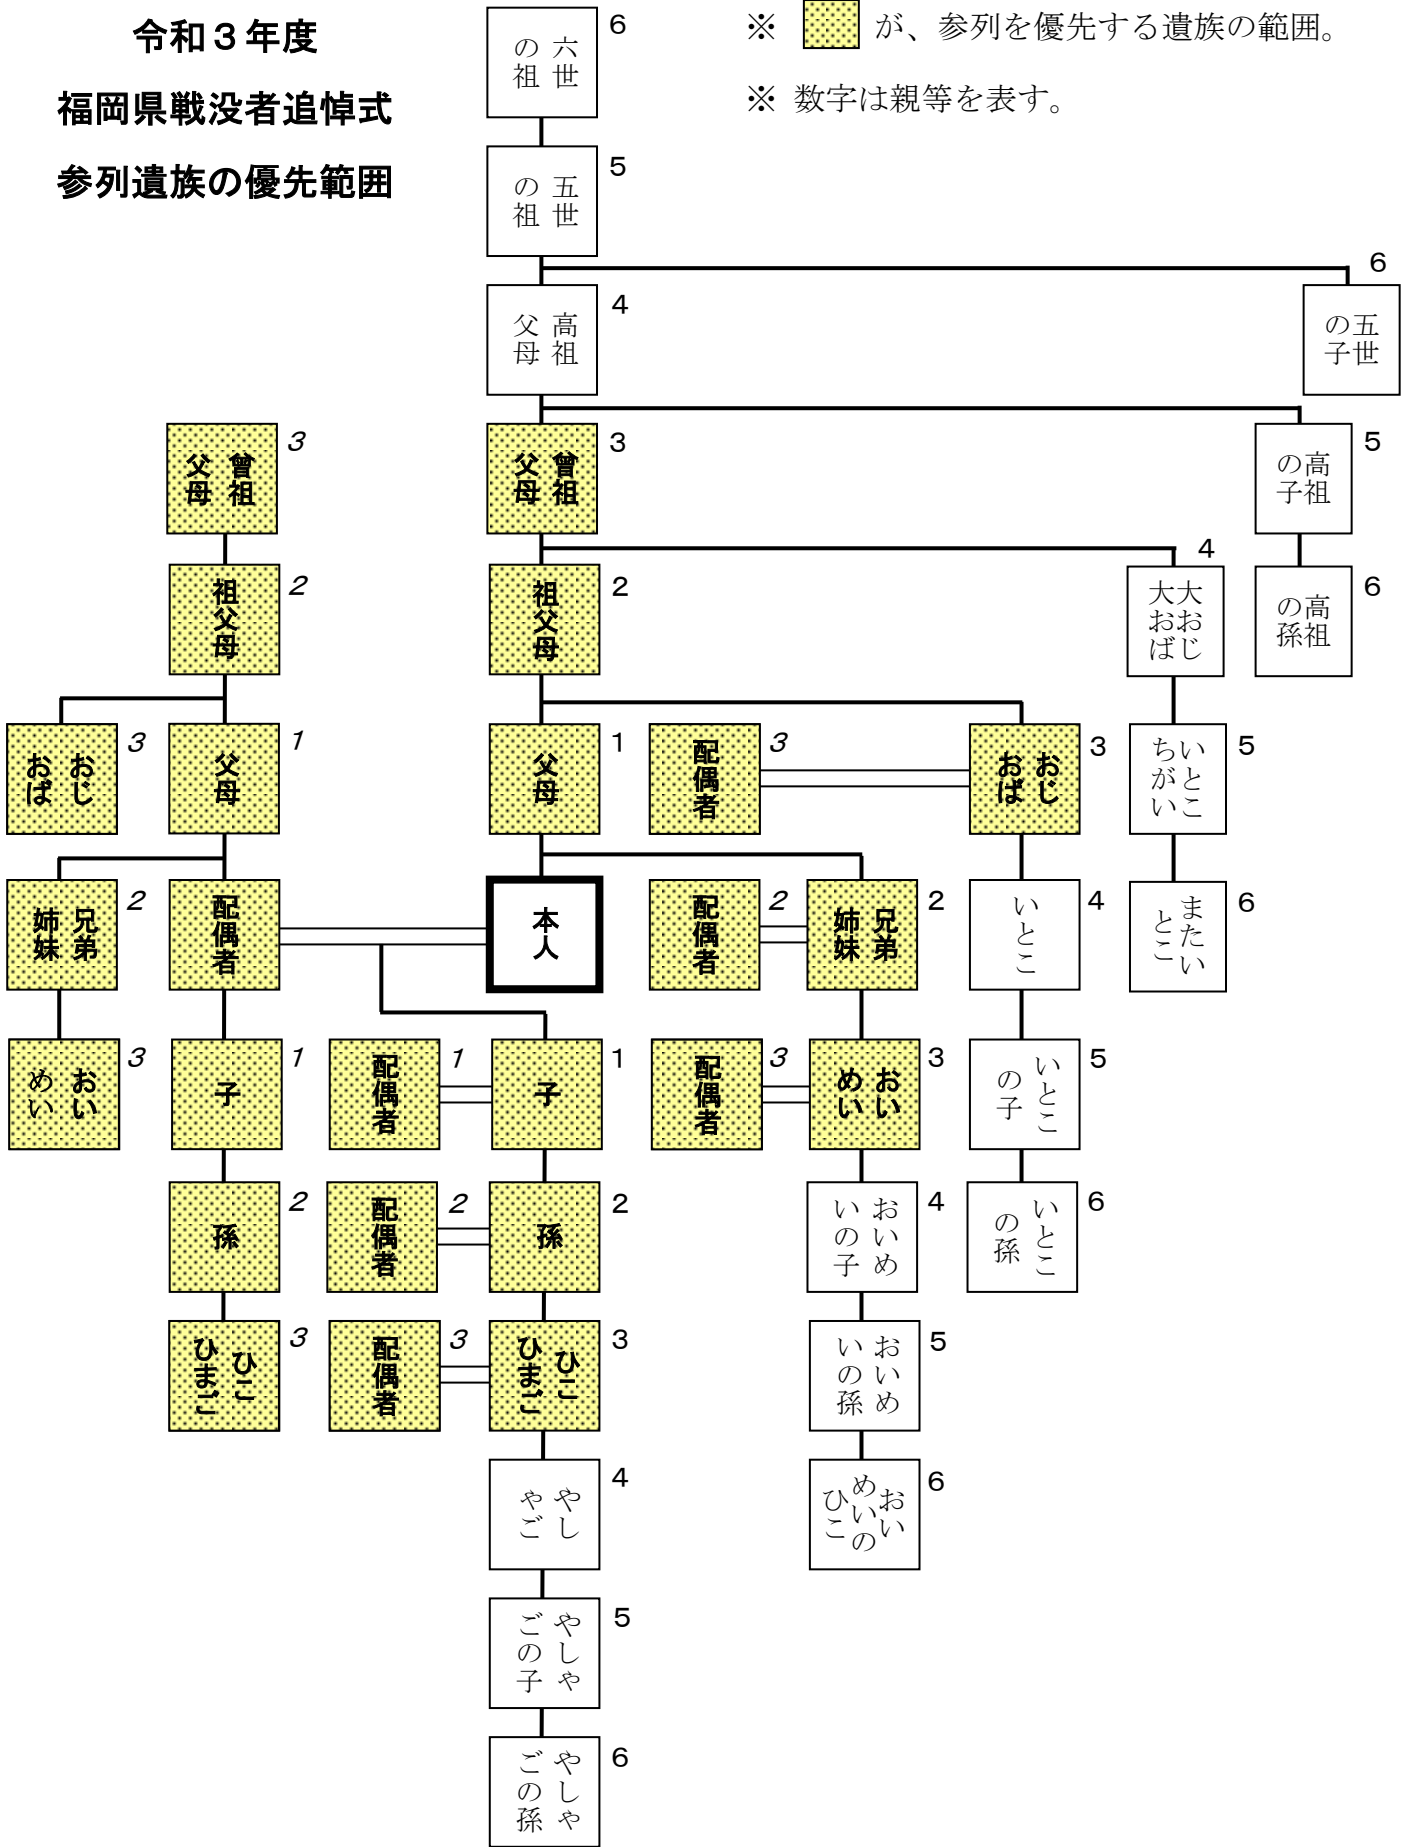 令和３年度
福岡県戦没者追悼式
参列遺族の優先範囲
※ が、参列を優先する遺族の範囲。
※ 数字は親等を表す。
六世の祖
6
五世の祖
5
6
五世の子
高祖父母
4
曾祖父母
3
曾祖父母
3
高祖の子
5
祖父母
2
祖父母
2
4
大おじ大おば
高祖の孫
6
おじおば
3
父母
1
父母
1
配偶者
3
おじおば
3
いとこちがい
5
兄弟姉妹
2
配偶者
本人
配偶者
2
兄弟姉妹
2
いとこ
4
またいとこ
6
おいめい
3
子
1
配偶者
1
子
1
配偶者
3
おいめい
3
いとこの子
5
孫
2
配偶者
2
孫
2
おいめいの子
4
いとこの孫
6
ひこひまご
3
配偶者
3
ひこひまご
3
おいめいの孫
5
やしゃご
4
おいめいのひこ
6
やしゃごの子
5
やしゃごの孫
6